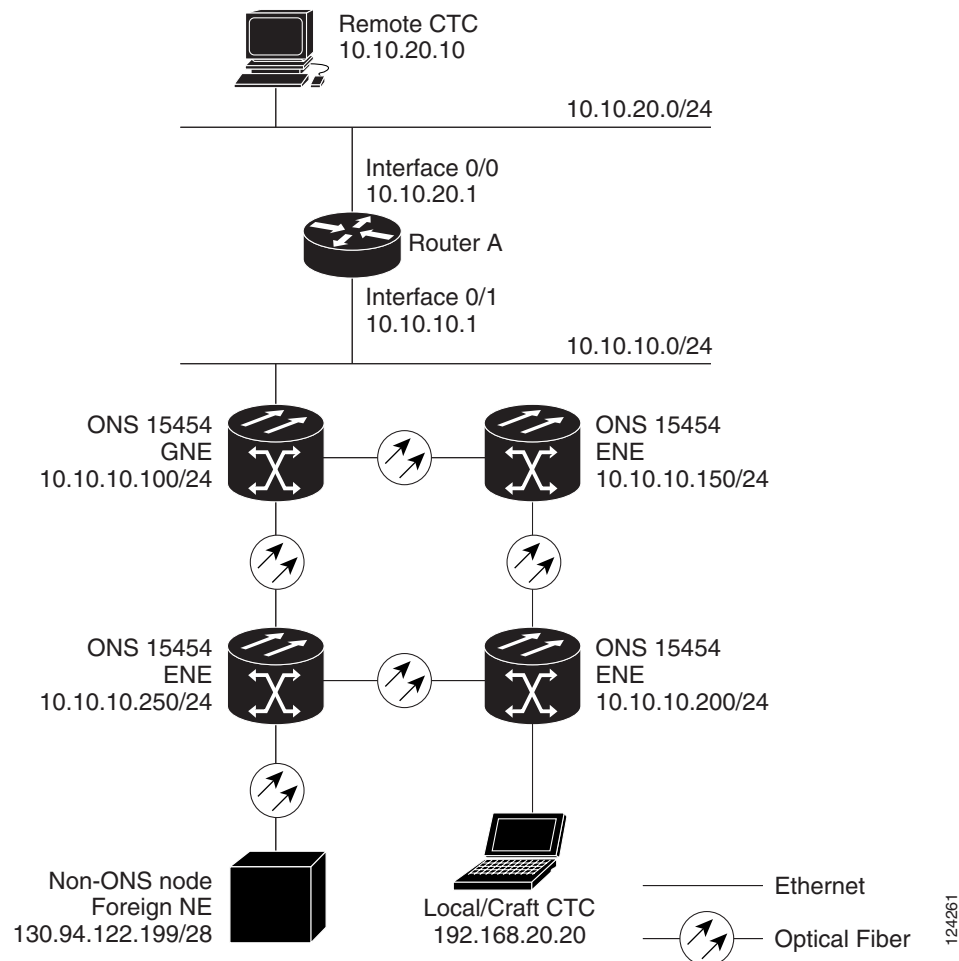 Remote CTC
10.10.20.10
10.10.20.0/24
Interface 0/0
10.10.20.1
Router A
Interface 0/1
10.10.10.1
10.10.10.0/24
ONS 15454
GNE
10.10.10.100/24
ONS 15454
ENE
10.10.10.150/24
ONS 15454
ENE
10.10.10.250/24
ONS 15454
ENE
10.10.10.200/24
Non-ONS node
Foreign NE
130.94.122.199/28
Local/Craft CTC
192.168.20.20
Ethernet
Optical Fiber
124261